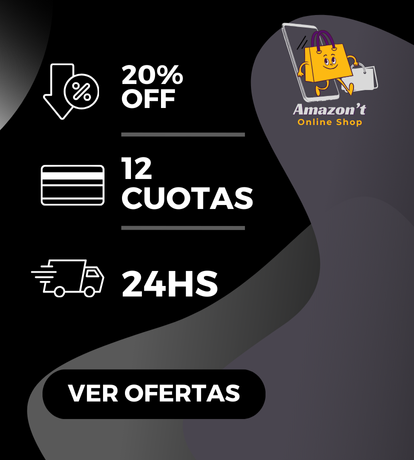 20%
OFF
Amazon't
Online Shop
12
CUOTAS
24HS
VER OFERTAS